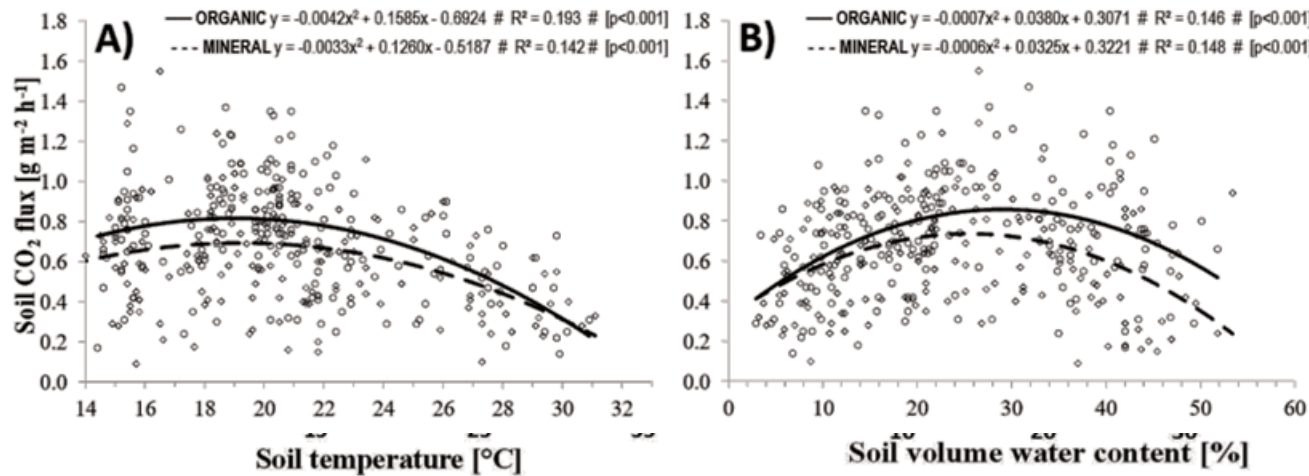 A)
ORGANIC y = -0.0042x² + 0.1585x - 0.6924 # R² = 0.193 # [p<0.001]
MINERAL y = -0.0033x² + 0.1260x - 0.5187 # R² = 0.142 # [p<0.001]
B)
ORGANIC y = -0.0007x² + 0.0380x + 0.3071 # R² = 0.146 # [p<0.001]
MINERAL y = -0.0006x² + 0.0325x + 0.3221 # R² = 0.148 # [p<0.001]
Soil CO₂ flux [g m⁻² h⁻¹]
1.8
1.6
1.4
1.2
1.0
0.8
0.6
0.4
0.2
0.0
14 16 18 20 22 24 26 28 30 32
Soil temperature [°C]
1.8
1.6
1.4
1.2
1.0
0.8
0.6
0.4
0.2
0.0
0 10 20 30 40 50 60
Soil volume water content [%]